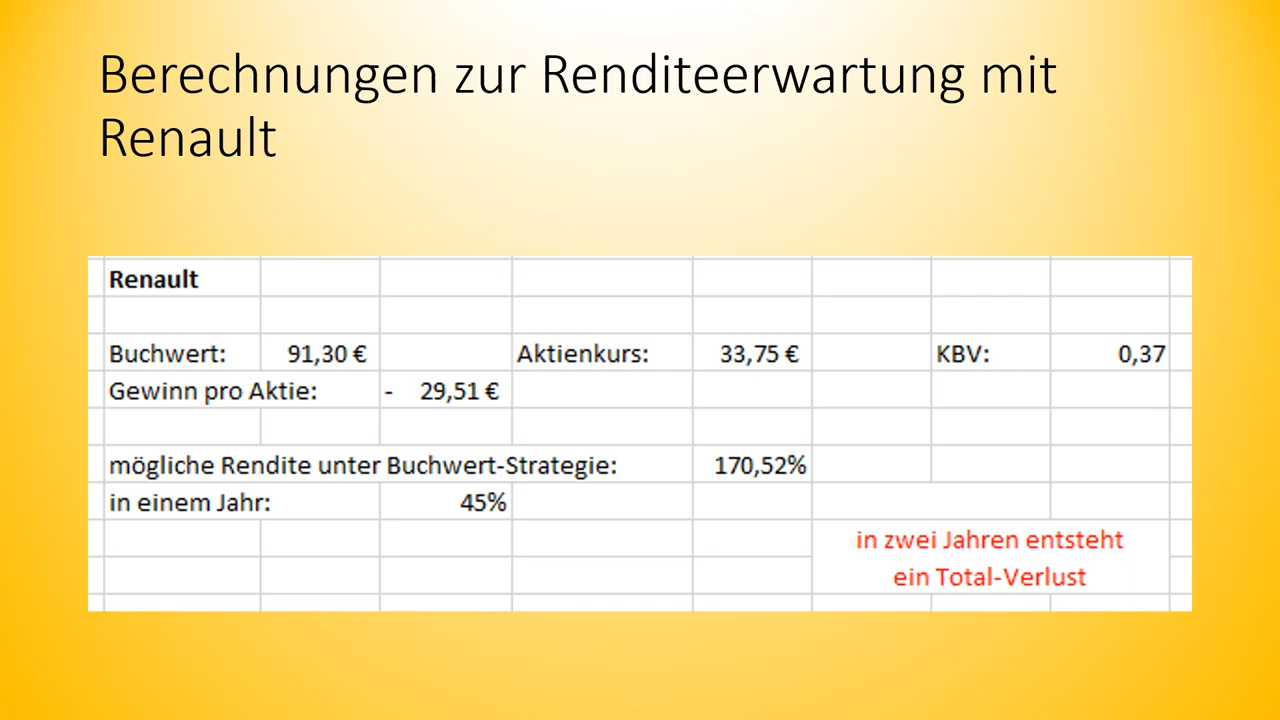 Berechnungen zur Renditeerwartung mit
Renault
Renault
Buchwert: 91,30 € Aktienkurs: 33,75 € KBV: 0,37
Gewinn pro Aktie: - 29,51 €
mögliche Rendite unter Buchwert-Strategie: 170,52%
in einem Jahr: 45%
in zwei Jahren entsteht
ein Total-Verlust